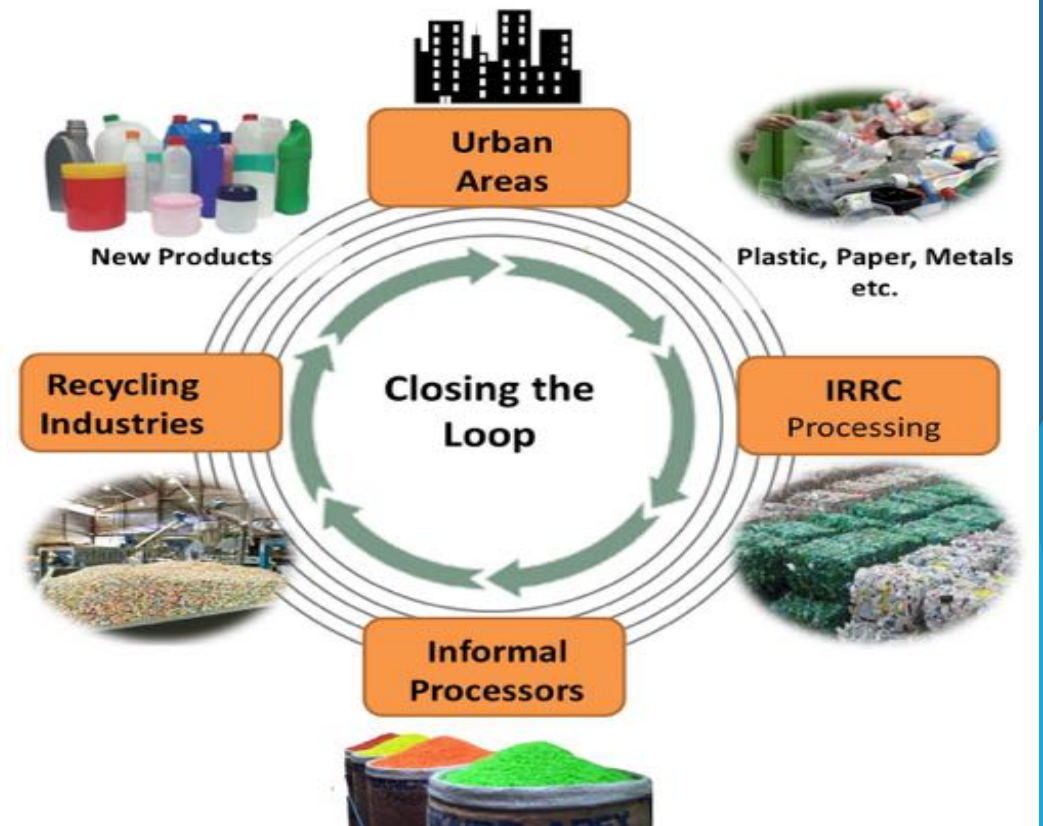 Urban
Areas
New Products
Plastic, Paper, Metals
etc.
Recycling
Industries
Closing the
Loop
IRRC
Processing
Informal
Processors